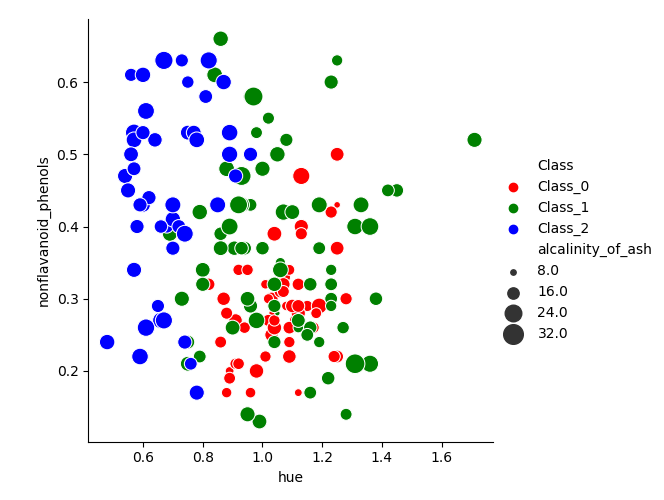 0.6
0.5
0.4
0.3
0.2
nonflavanoid_phenols
0.6
0.8
1.0
1.2
1.4
1.6
hue
Class
Class_0
Class_1
Class_2
alcalinity_of_ash
8.0
16.0
24.0
32.0